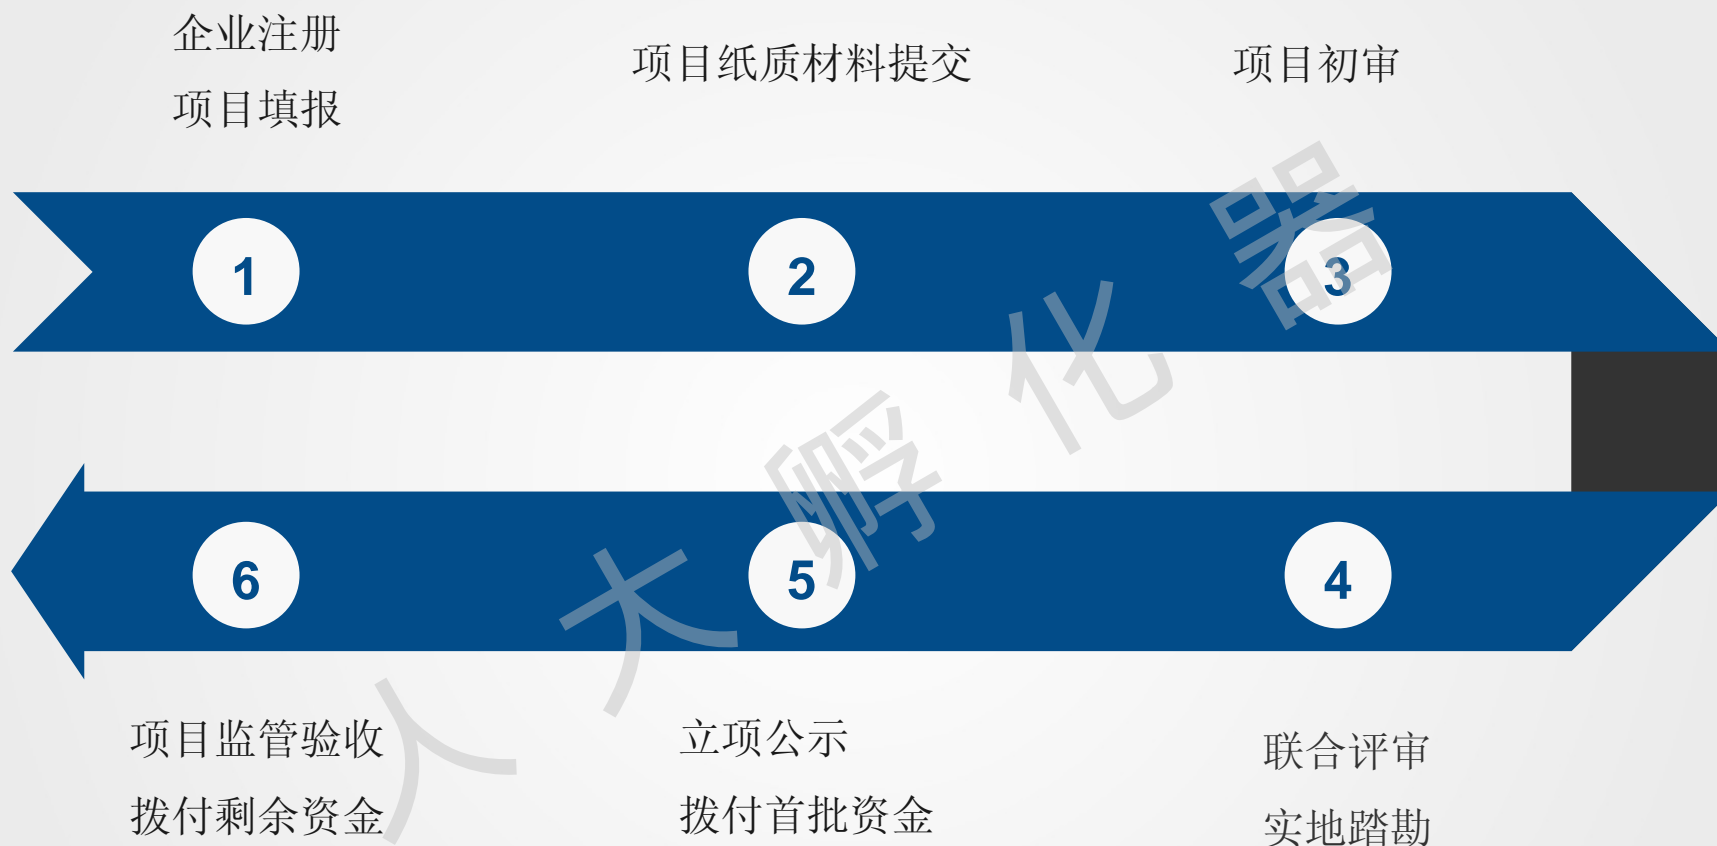 企业注册
项目填报
项目纸质材料提交
项目初审
1
2
3
4
5
6
联合评审
实地踏勘
立项公示
拨付首批资金
项目监管验收
拨付剩余资金
人大孵化器